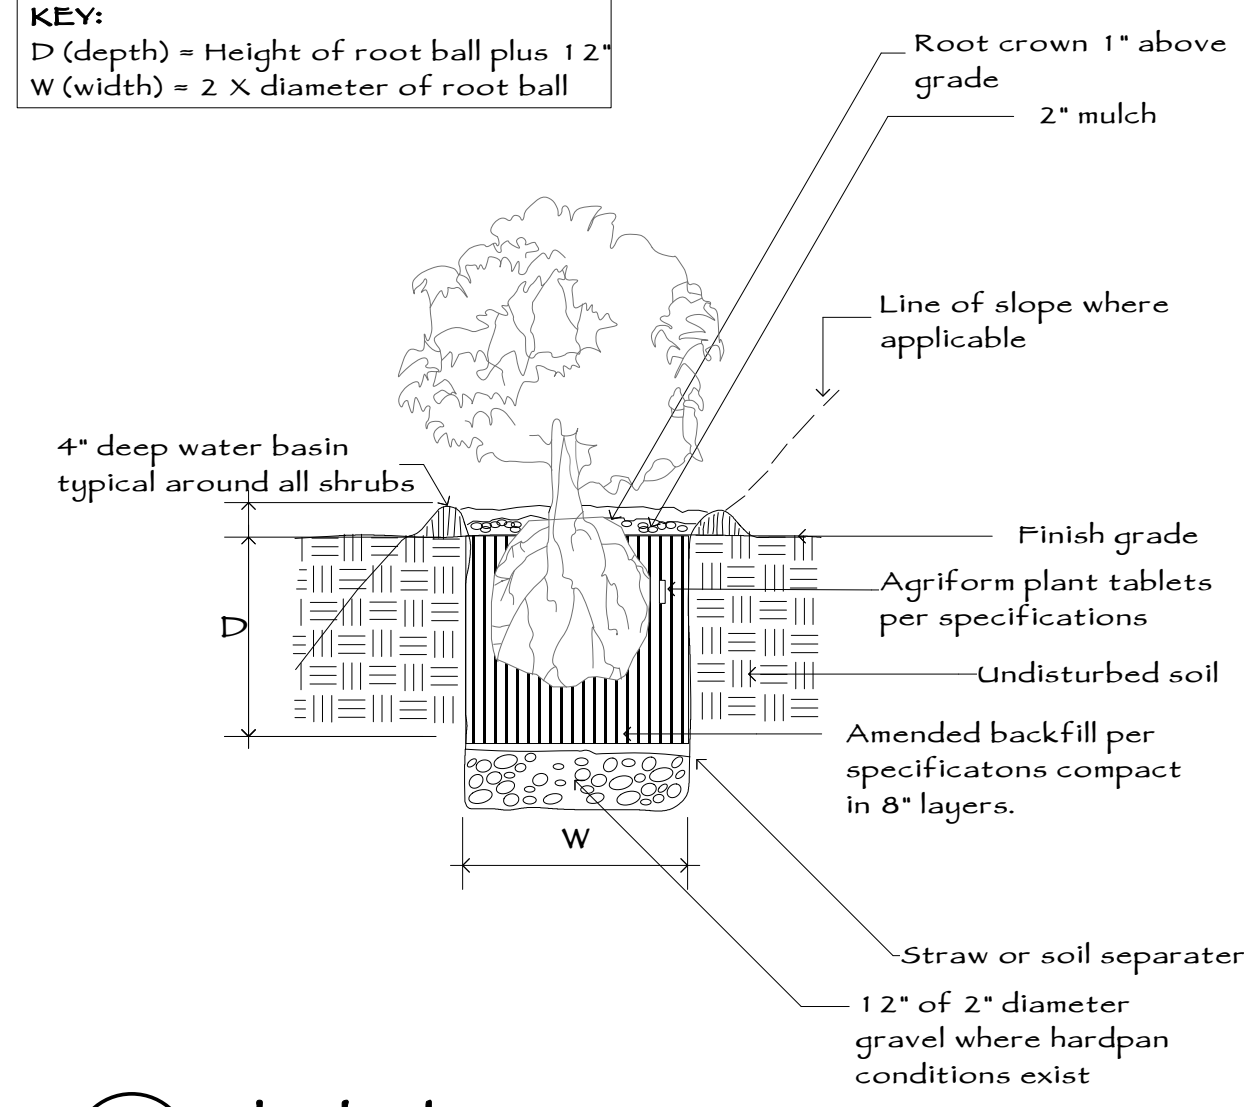 KEY:
D (depth) = Height of root ball plus 12"
W (width) = 2 X diameter of root ball
Root crown 1" above
grade
2" mulch
Line of slope where
applicable
4" deep water basin
typical around all shrubs
Finish grade
Agriform plant tablets
per specifications
D
Undisturbed soil
Amended backfill per
specificatons compact
in 8" layers.
W
Straw or soil separater
12" of 2" diameter
gravel where hardpan
conditions exist